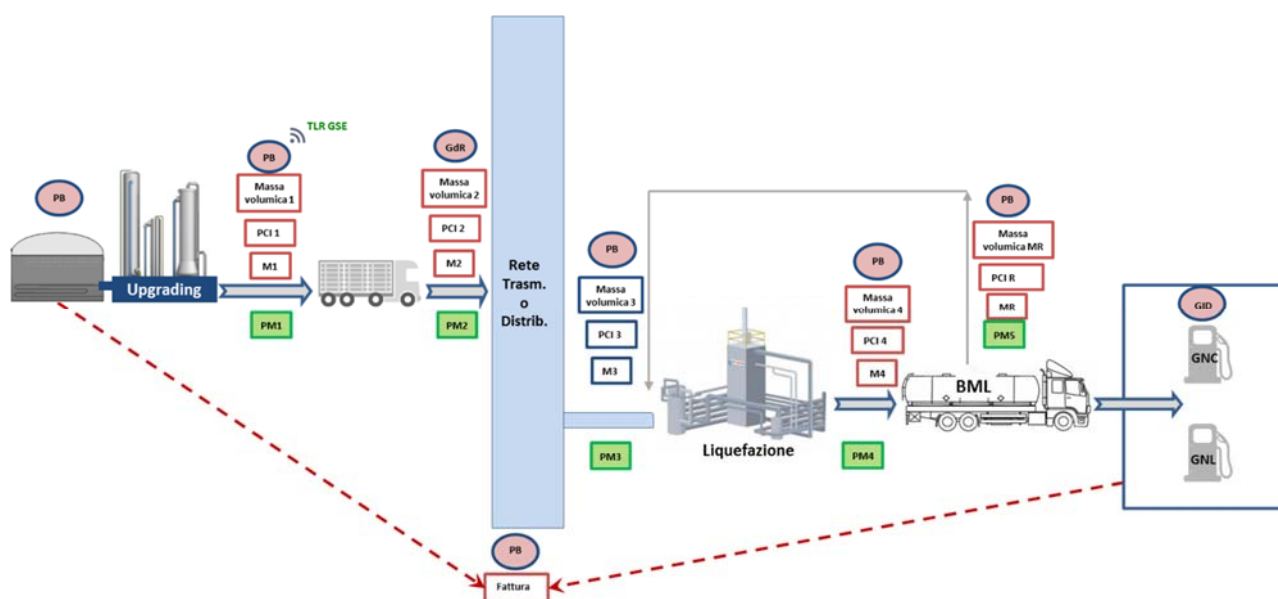 TLR GSE
PB
Upgrading
PB
Massa
volumica 1
PCI 1
M1
PM1
GdR
Massa
volumica 2
PCI 2
M2
PM2
Rete
Trasm.
o
Distrib.
PB
Massa
volumica 3
PCI 3
M3
PM3
Liquefazione
PB
Massa
volumica 4
PCI 4
M4
PM4
PB
Massa
volumica MR
PCI R
MR
PM5
BML
GID
GNC
GNL
PB
Fattura